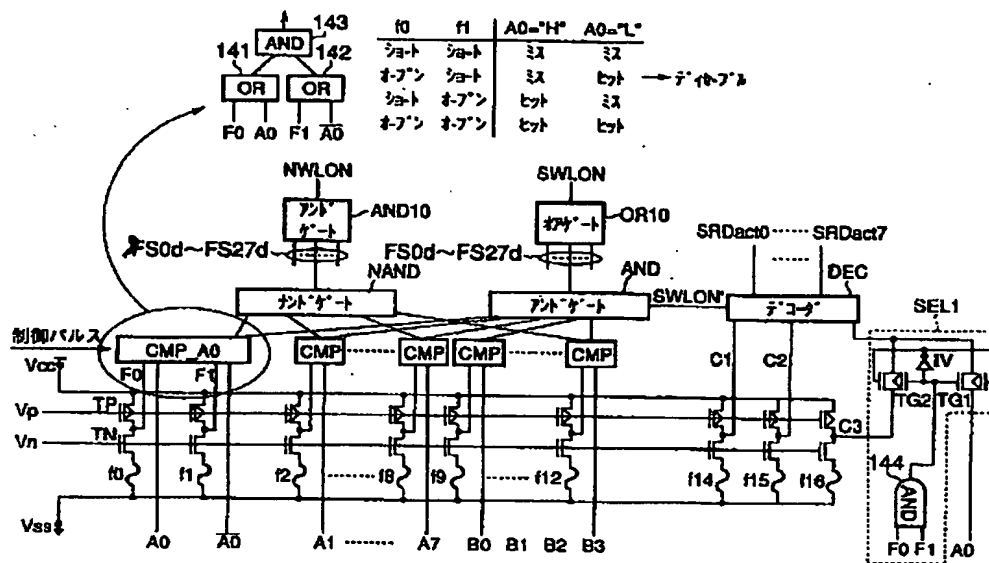 143
AND
141 142
OR OR
F0 A0 F1 A0
f0 f1 A0="H" A0="L"
ショート ショート ミス ミス
オープン ショート ミス ヒット → ディセーブル
ショート オープン ヒット ミス
オープン オープン ヒット ヒット
NWLON
アンド
ゲート
AND10
FS0d~FS27d
SWLON
オアゲート
OR10
FS0d~FS27d
SRDact0 ------ SRDact7
NAND
ナンドゲート
AND
アンドゲート
SWLON'
DEC
デコーダ
SEL1
制御パルス
CMP_A0
CMP ------ CMP CMP ------ CMP
F0 F1
C1 C2
IV
TG2 TG1
Vcc
Vp TP
Vn TN
C3
f0 f1 f2 ------ f8 f9 ------ f12 f14 f15 f16
144
AND
Vss
A0 A0 A1 ------ A7 B0 B1 B2 B3
F0 F1 A0